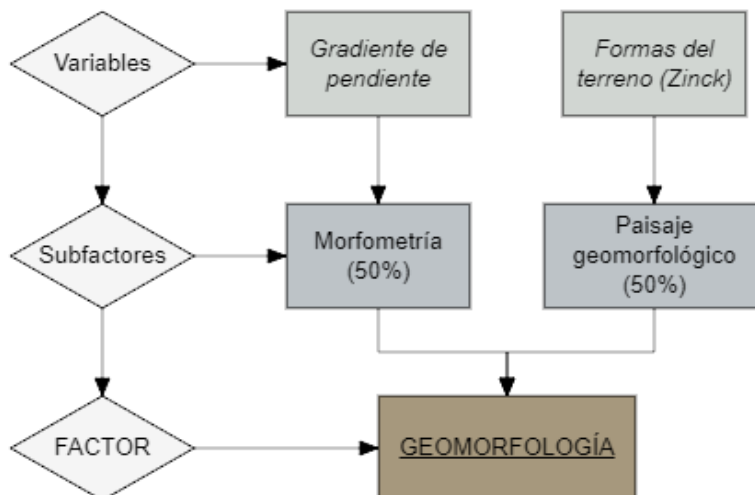 Variables
Gradiente de
pendiente
Formas del
terreno (Zinck)
Subfactores
Morfometría
(50%)
Paisaje
geomorfológico
(50%)
FACTOR
GEOMORFOLOGÍA